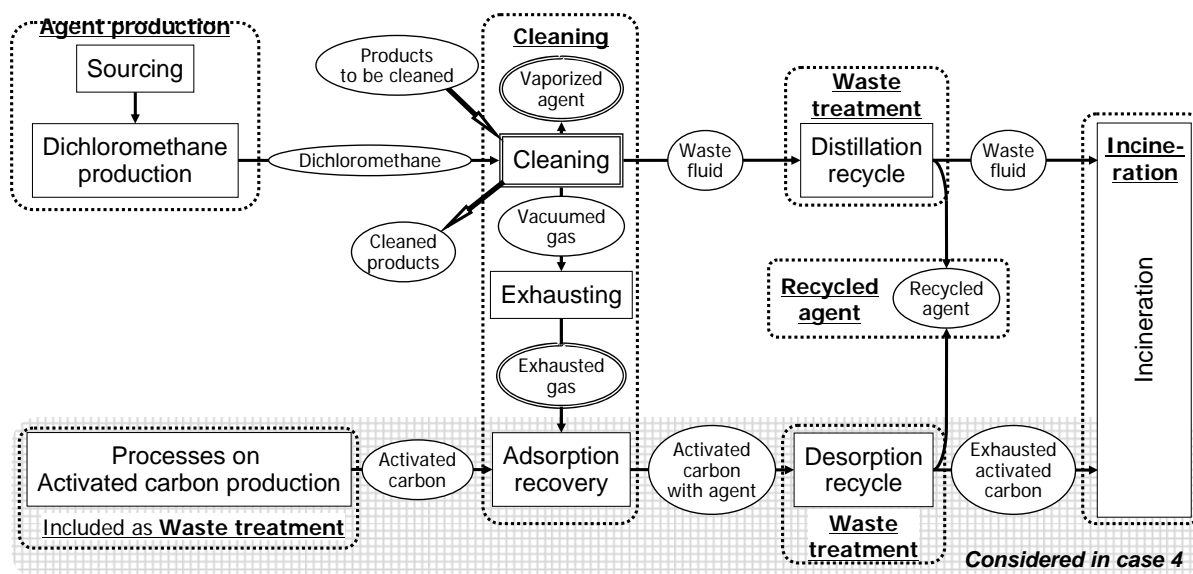 Agent production
Sourcing
Dichloromethane
production
Dichloromethane
Products
to be cleaned
Cleaned
products
Cleaning
Vaporized
agent
Cleaning
Vacuumed
gas
Exhausting
Exhausted
gas
Adsorption
recovery
Waste
fluid
Waste
treatment
Distillation
recycle
Waste
fluid
Recycled
agent
Recycled
agent
Incine-
ration
Incineration
Processes on
Activated carbon production
Included as Waste treatment
Activated
carbon
Activated
carbon
with agent
Desorption
recycle
Waste
treatment
Exhausted
activated
carbon
Considered in case 4